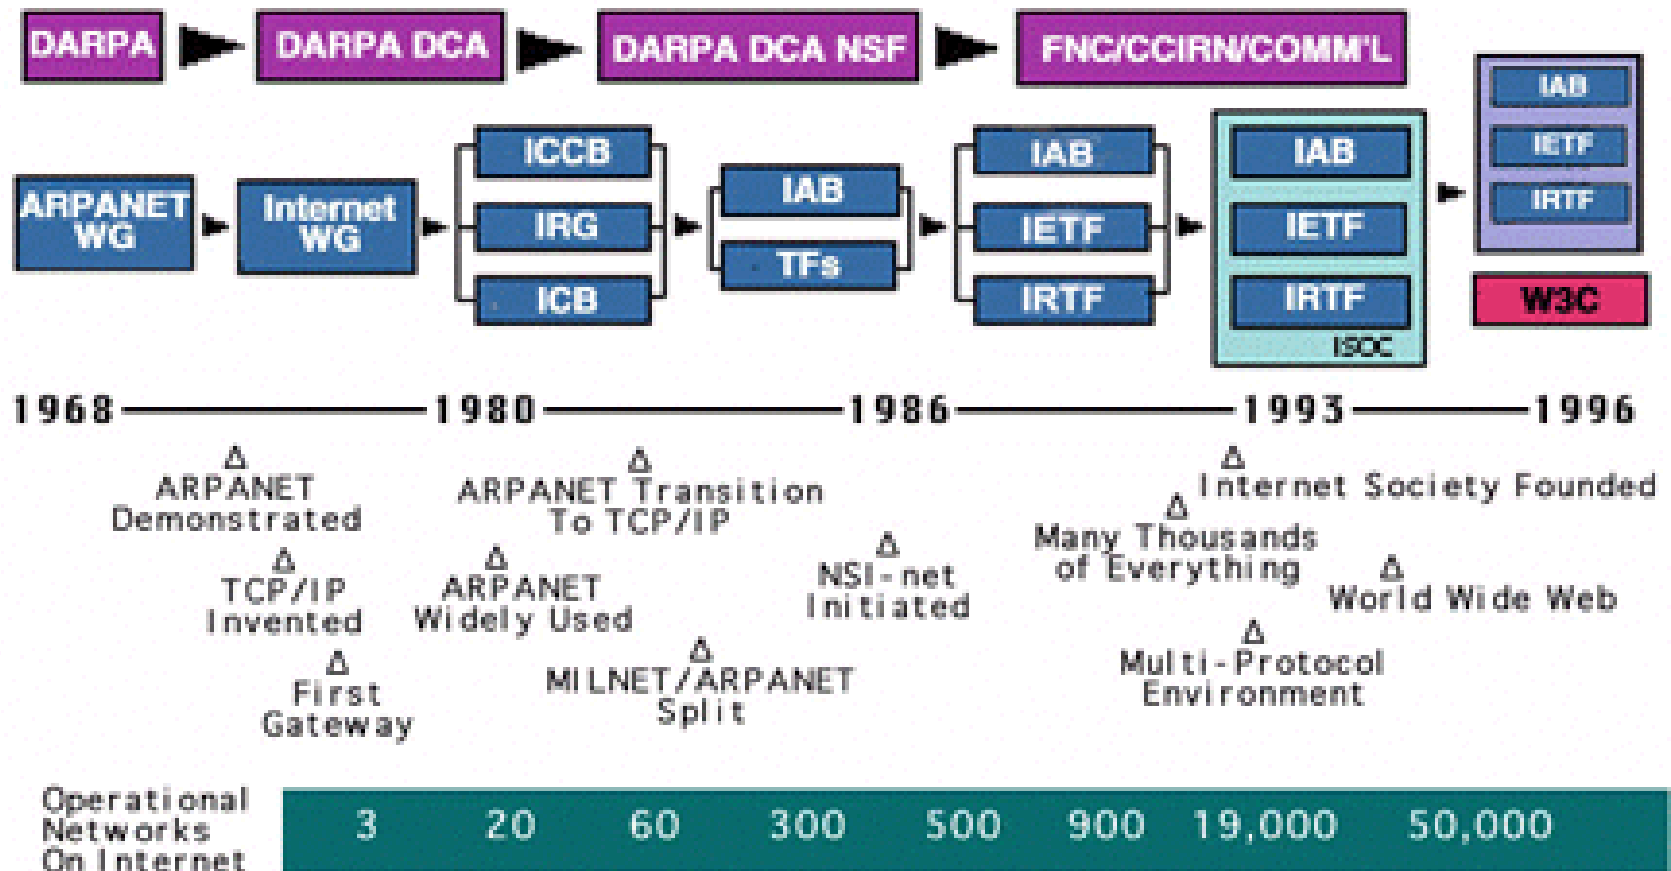 DARPA
DARPA DCA
DARPA DCA NSF
FNC/CCIRN/COMM'L
ARPANET
WG
Internet
WG
ICCB
IRG
ICB
IAB
TFs
IAB
IETF
IRTF
IAB
IETF
IRTF
ISOC
IAB
IETF
IRTF
W3C
1968
1980
1986
1993
1996
ARPANET
Demonstrated
TCP/IP
Invented
First
Gateway
ARPANET
Widely Used
ARPANET Transition
To TCP/IP
MILNET/ARPANET
Split
NSI-net
Initiated
Internet Society Founded
Many Thousands
of Everything
World Wide Web
Multi-Protocol
Environment
Operational
Networks
On Internet
3 20 60 300 500 900 19,000 50,000